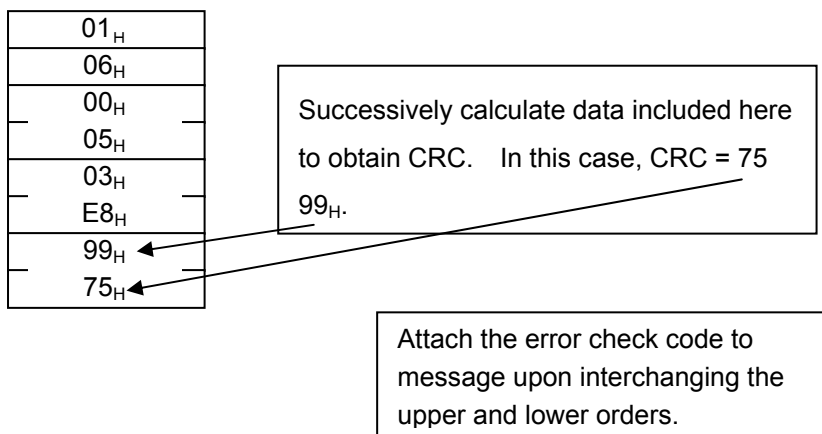 01H
06H
00H
05H
03H
E8H
99H
75H
Successively calculate data included here
to obtain CRC. In this case, CRC = 75
99H.
Attach the error check code to
message upon interchanging the
upper and lower orders.